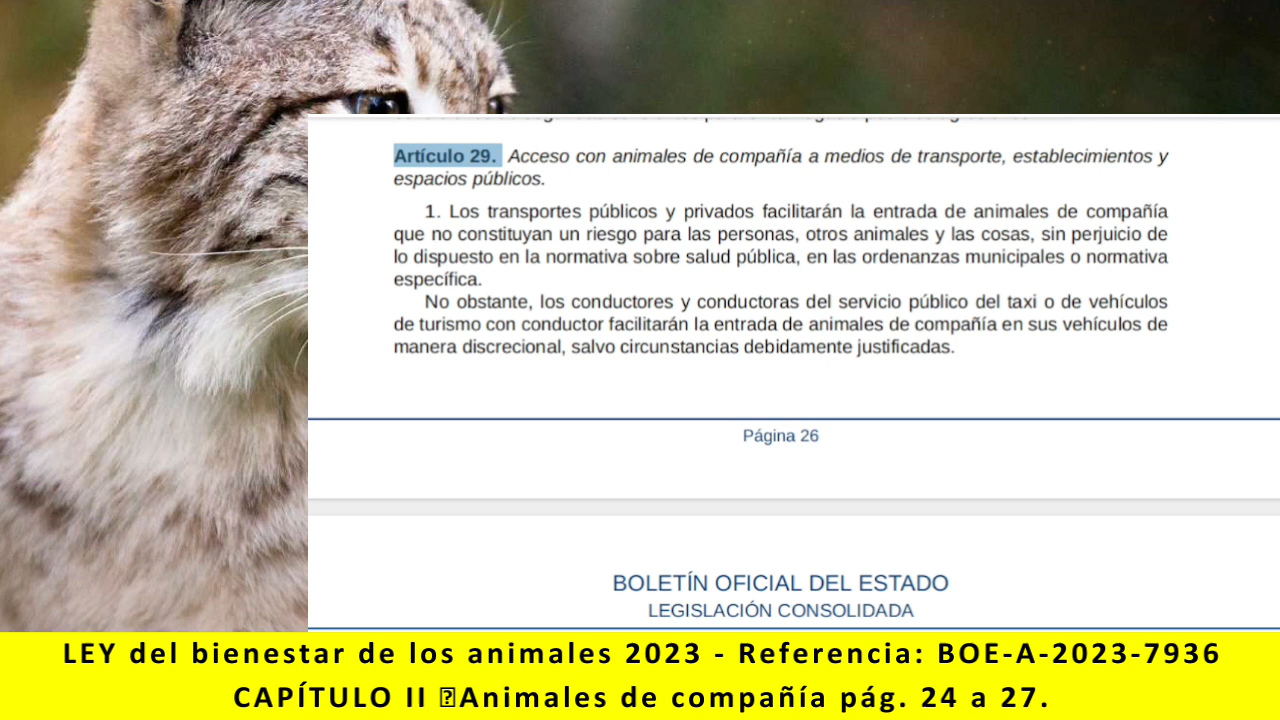 Artículo 29. Acceso con animales de compañía a medios de transporte, establecimientos y
espacios públicos.
1. Los transportes públicos y privados facilitarán la entrada de animales de compañía
que no constituyan un riesgo para las personas, otros animales y las cosas, sin perjuicio de
lo dispuesto en la normativa sobre salud pública, en las ordenanzas municipales o normativa
específica.
No obstante, los conductores y conductoras del servicio público del taxi o de vehículos
de turismo con conductor facilitarán la entrada de animales de compañía en sus vehículos de
manera discrecional, salvo circunstancias debidamente justificadas.
Página 26
BOLETÍN OFICIAL DEL ESTADO
LEGISLACIÓN CONSOLIDADA
LEY del bienestar de los animales 2023 - Referencia: BOE-A-2023-7936
CAPÍTULO II Animales de compañía pág. 24 a 27.